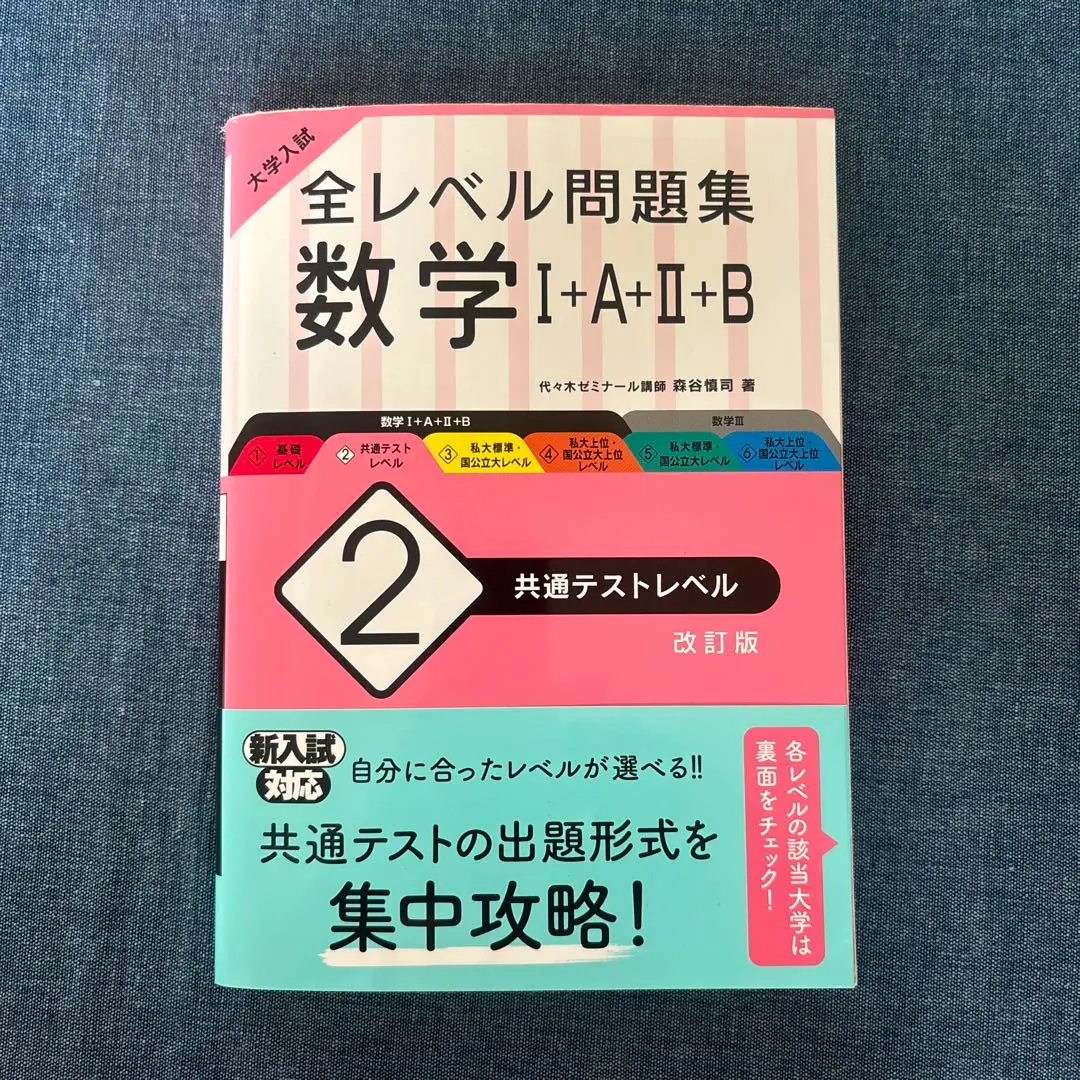 大学入試
全レベル問題集
数学 I+A+II+B
代々木ゼミナール講師 森谷慎司 著
数学 I+A+II+B
数学III
1 基礎レベル
2 共通テストレベル
3 私大標準・国公立大レベル
4 私大上位・国公立大上位レベル
5 私大標準・国公立大レベル
6 私大上位・国公立大上位レベル
2 共通テストレベル
改訂版
新入試対応
自分に合ったレベルが選べる!!
共通テストの出題形式を
集中攻略!
各レベルの該当大学は
裏面をチェック!